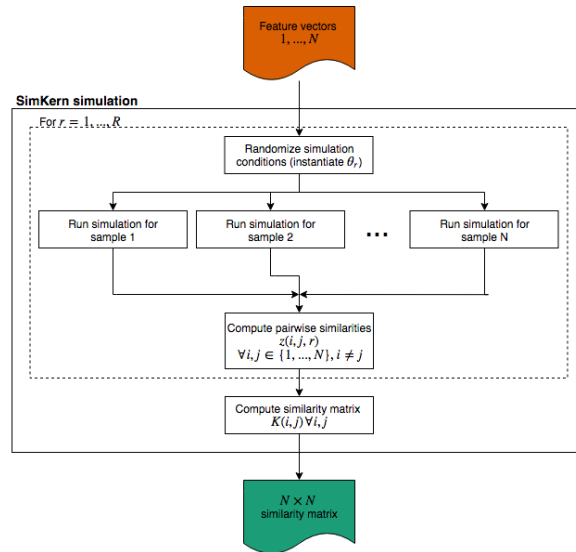 Feature vectors
1, ..., N
SimKern simulation
For r = 1, ..., R
Randomize simulation
conditions (instantiate θ_r)
Run simulation for
sample 1
Run simulation for
sample 2
...
Run simulation for
sample N
Compute pairwise similarities
z(i, j, r)
∀i, j ∈ {1, ..., N}, i ≠ j
Compute similarity matrix
K(i, j)∀i, j
N × N
similarity matrix